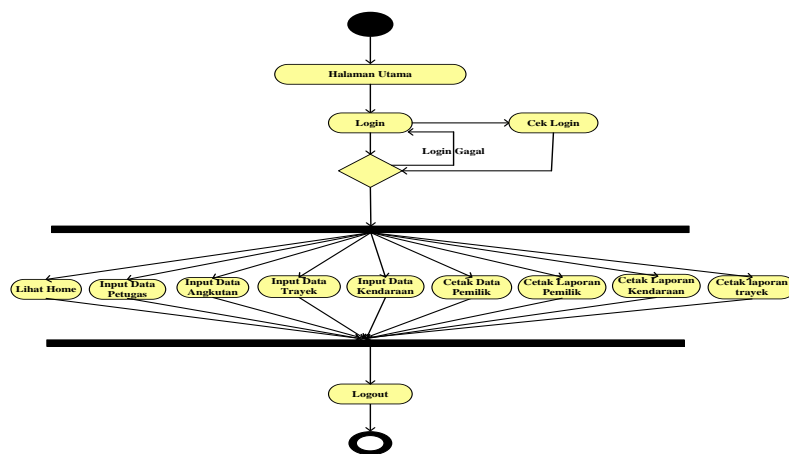 Halaman Utama
Login
Cek Login
Login Gagal
Lihat Home
Input Data
Petugas
Input Data
Angkutan
Input Data
Trayek
Input Data
Kendaraan
Cetak Data
Pemilik
Cetak Laporan
Pemilik
Cetak Laporan
Kendaraan
Cetak laporan
trayek
Logout